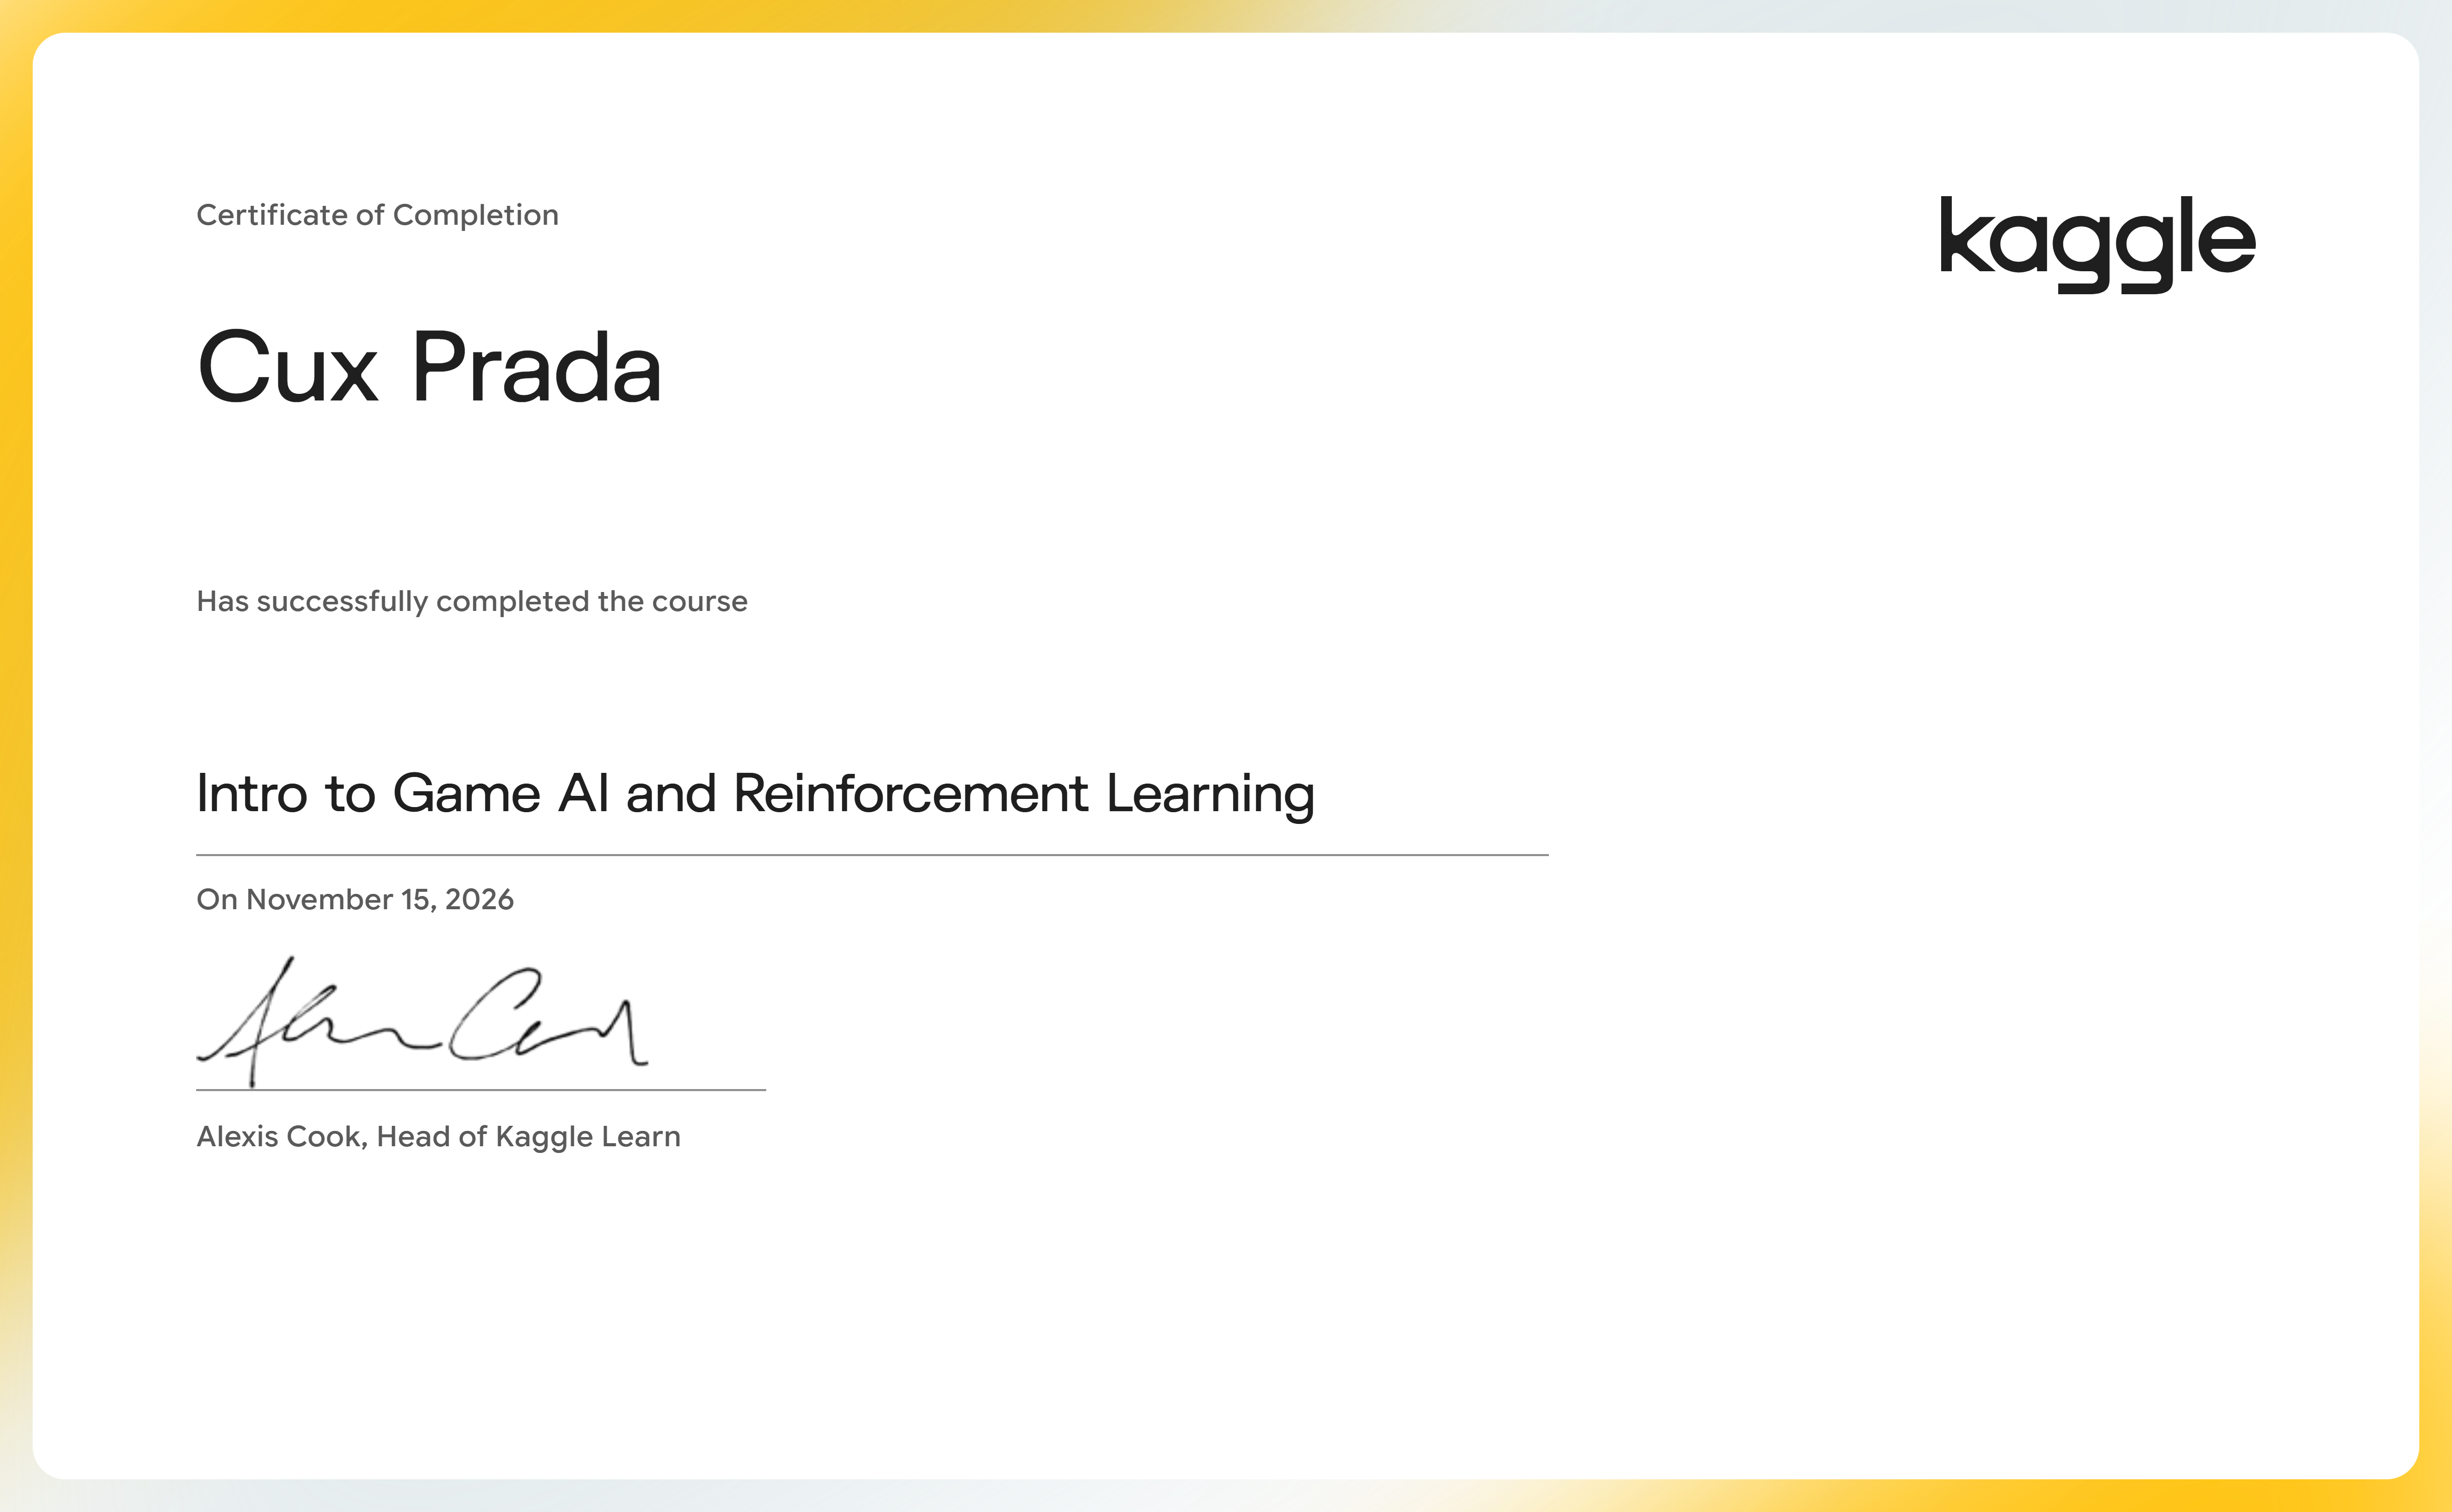 Certificate of Completion
kaggle
Cux Prada
Has successfully completed the course
Intro to Game AI and Reinforcement Learning
On November 15, 2026
Alexis Cook, Head of Kaggle Learn